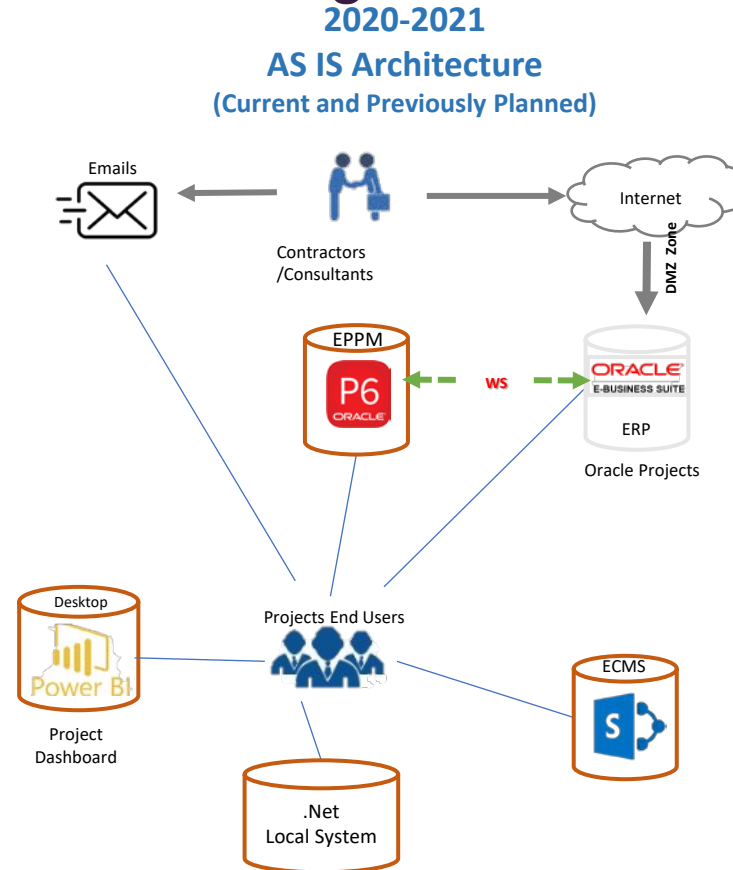 2020-2021
AS IS Architecture
(Current and Previously Planned)
Emails
Contractors
/Consultants
Internet
DMZ Zone
EPPM
P6
ORACLE
WS
ORACLE
E-BUSINESS SUITE
ERP
Oracle Projects
Desktop
Power BI
Project
Dashboard
Projects End Users
ECMS
S
.Net
Local System